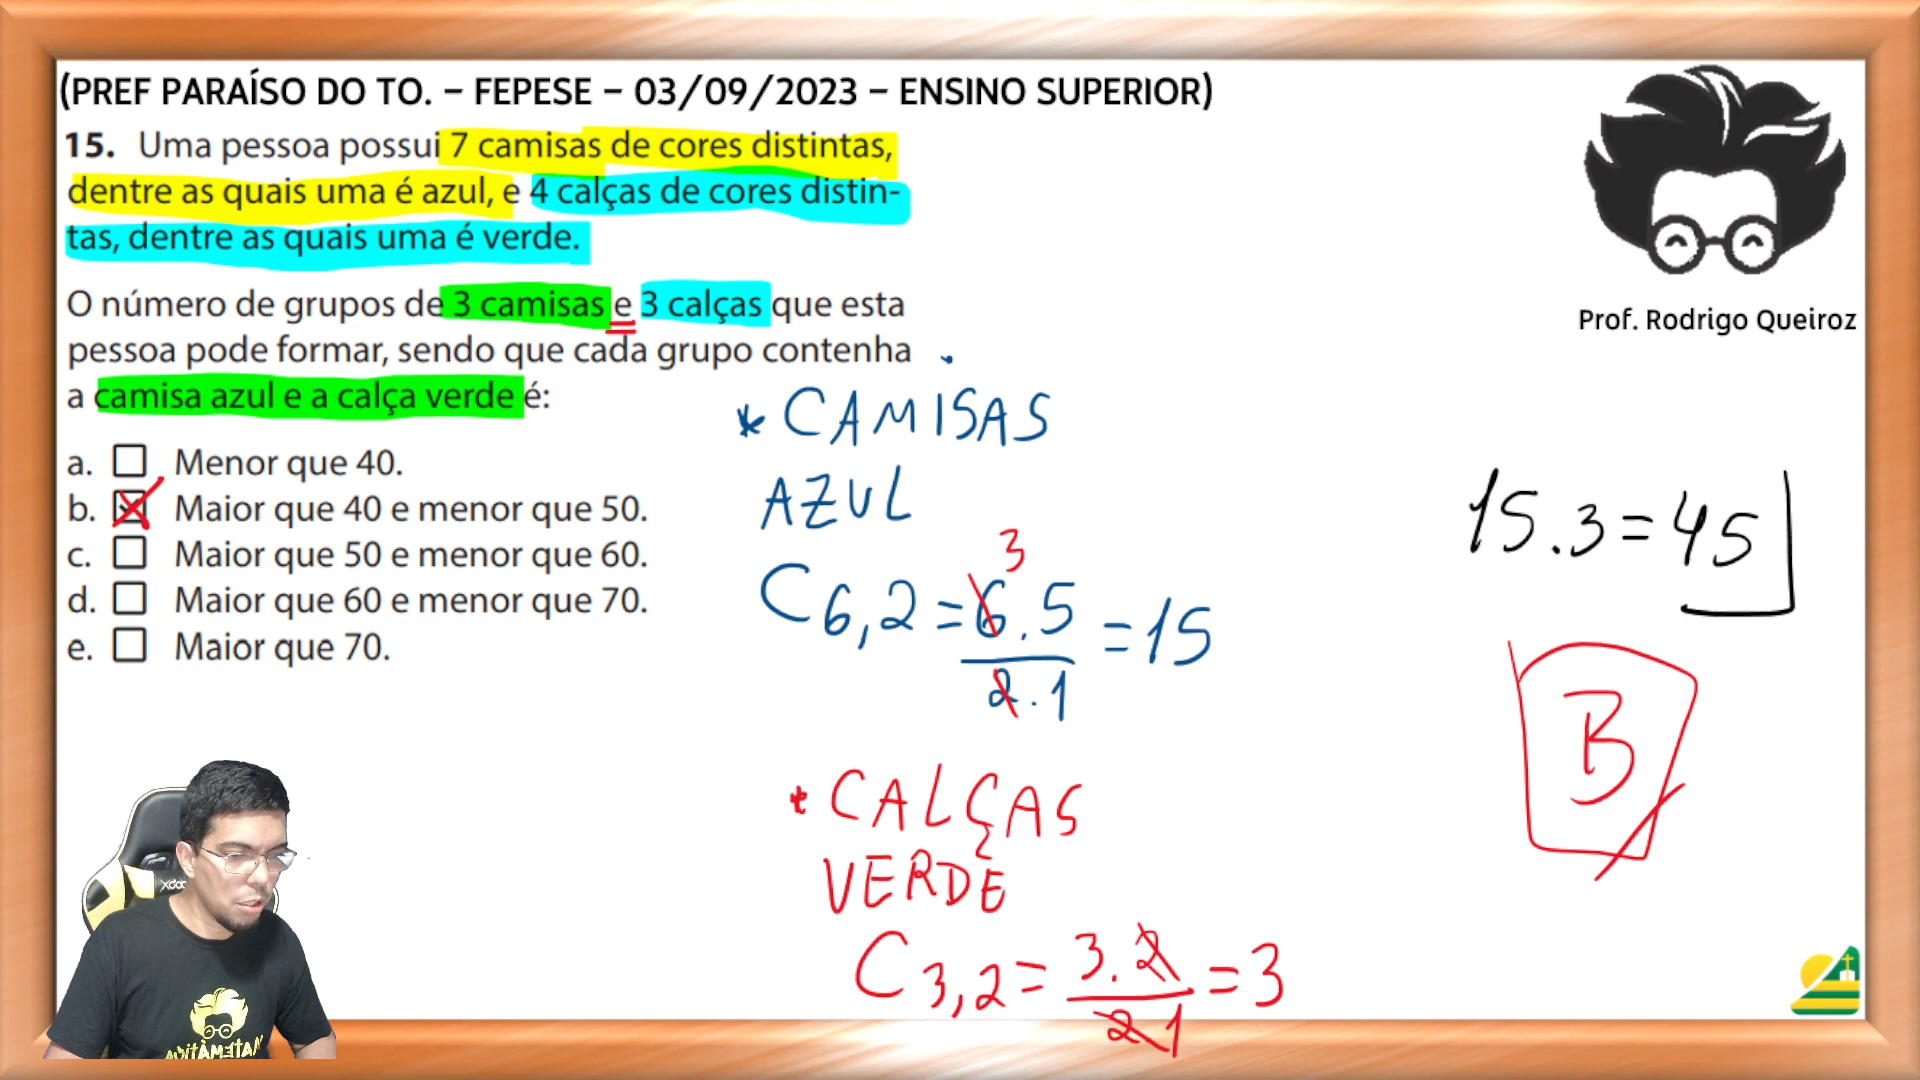 (PREF PARAÍSO DO TO. – FEPESE – 03/09/2023 – ENSINO SUPERIOR)
15. Uma pessoa possui 7 camisas de cores distintas,
dentre as quais uma é azul, e 4 calças de cores distin-
tas, dentre as quais uma é verde.
O número de grupos de 3 camisas e 3 calças que esta
pessoa pode formar, sendo que cada grupo contenha
a camisa azul e a calça verde é:
a. Menor que 40.
b. Maior que 40 e menor que 50.
c. Maior que 50 e menor que 60.
d. Maior que 60 e menor que 70.
e. Maior que 70.
Prof. Rodrigo Queiroz
* CAMISAS
AZUL
3
C6,2 = 6.5 = 15
2.1
* CALÇAS
VERDE
C3,2 = 3.2 = 3
2 1
15.3 = 45
B
xdoc
MATEMÁTICA